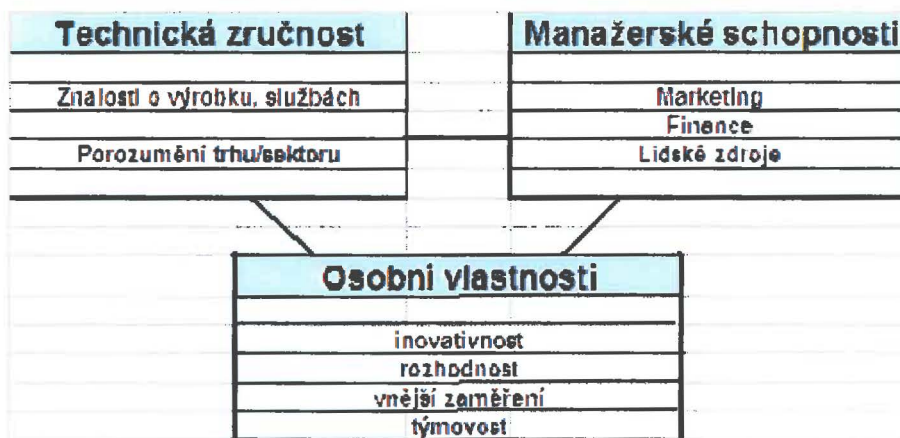 Technická zručnost
Znalosti o výrobku, službách
Porozumění trhu/sektoru
Manažerské schopnosti
Marketing
Finance
Lidské zdroje
Osobní vlastnosti
inovativnost
rozhodnost
vnější zaměření
týmovost